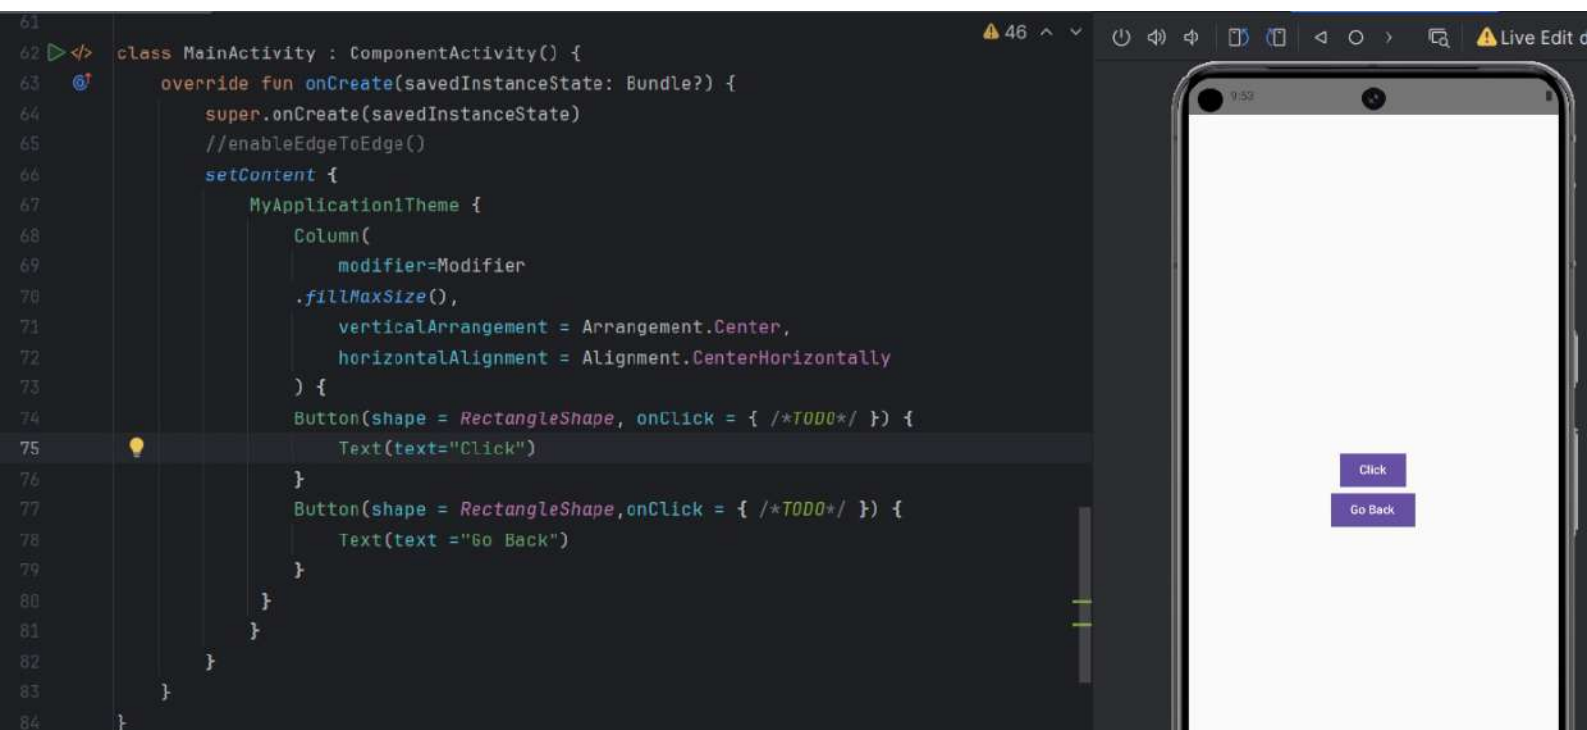 61
46
Live Edit d
62 class MainActivity : ComponentActivity() {
63 override fun onCreate(savedInstanceState: Bundle?) {
64 super.onCreate(savedInstanceState)
65 //enableEdgeToEdge()
66 setContent {
67 MyApplication1Theme {
68 Column(
69 modifier=Modifier
70 .fillMaxSize(),
71 verticalArrangement = Arrangement.Center,
72 horizontalAlignment = Alignment.CenterHorizontally
73 ) {
74 Button(shape = RectangleShape, onClick = { /*TODO*/ }) {
75 Text(text="Click")
76 }
77 Button(shape = RectangleShape,onClick = { /*TODO*/ }) {
78 Text(text ="Go Back")
79 }
80 }
81 }
82 }
83 }
84 }
9:53
Click
Go Back